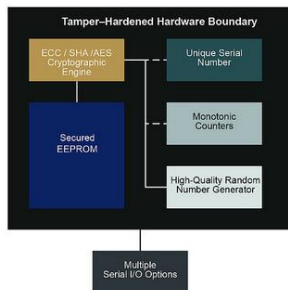 Tamper–Hardened Hardware Boundary
ECC / SHA /AES
Cryptographic
Engine
Unique Serial
Number
Secured
EEPROM
Monotonic
Counters
High-Quality Random
Number Generator
Multiple
Serial I/O Options